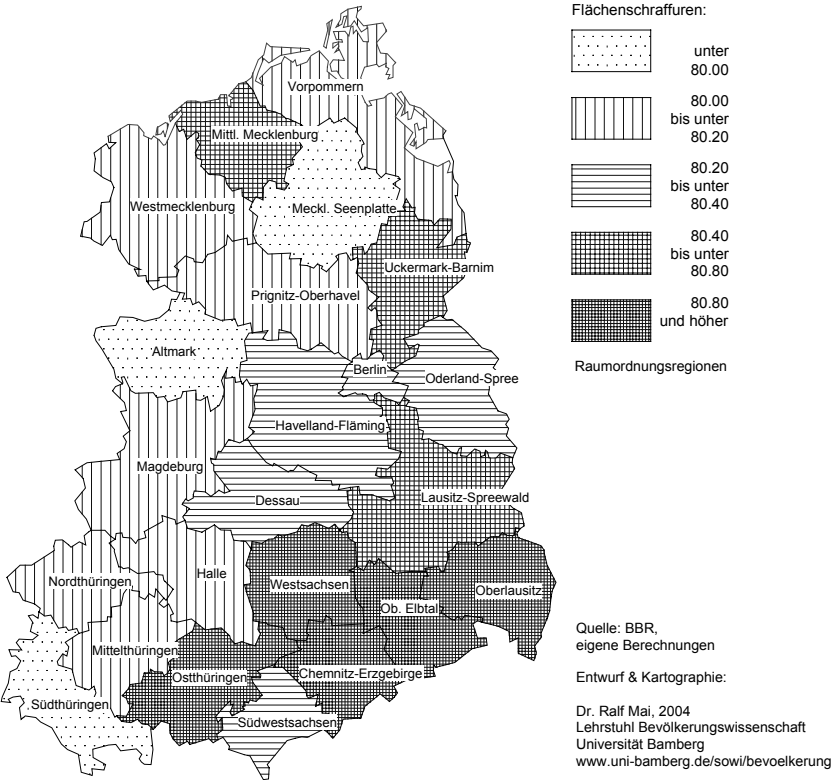 Flächenschraffuren:
unter
80.00
80.00
bis unter
80.20
80.20
bis unter
80.40
80.40
bis unter
80.80
80.80
und höher
Raumordnungsregionen
Vorpommern
Mittl. Mecklenburg
Westmecklenburg
Meckl. Seenplatte
Uckermark-Barnim
Prignitz-Oberhavel
Altmark
Berlin
Oderland-Spree
Havelland-Fläming
Magdeburg
Dessau
Lausitz-Spreewald
Nordthüringen
Halle
Westsachsen
Oberlausitz
Ob. Elbtal
Mittelthüringen
Ostthüringen
Chemnitz-Erzgebirge
Südthüringen
Südwestsachsen
Quelle: BBR,
eigene Berechnungen
Entwurf & Kartographie:
Dr. Ralf Mai, 2004
Lehrstuhl Bevölkerungswissenschaft
Universität Bamberg
www.uni-bamberg.de/sowi/bevoelkerung